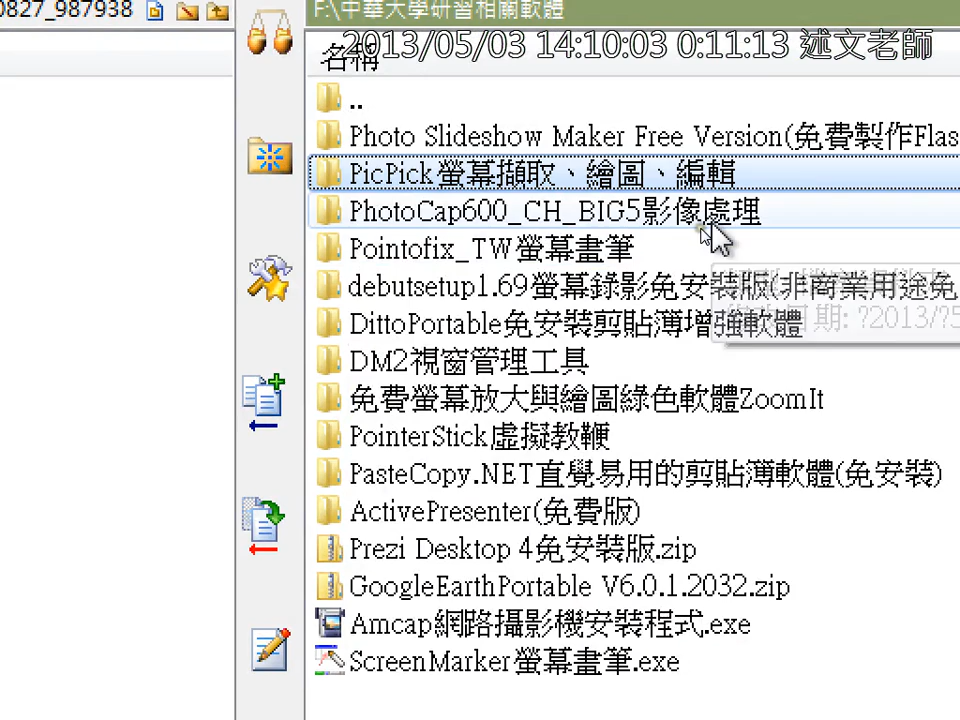 0827_987938
F:\中華大學研習相關軟體
2013/05/03 14:10:03 0:11:13 述文老師
名稱
..
Photo Slideshow Maker Free Version(免費製作Flas
PicPick螢幕擷取、繪圖、編輯
PhotoCap600_CH_BIG5影像處理
Pointofix_TW螢幕畫筆
debutsetup1.69螢幕錄影免安裝版(非商業用途免
DittoPortable免安裝剪貼簿增強軟體
期: ?2013/?5
DM2視窗管理工具
免費螢幕放大與繪圖綠色軟體ZoomIt
PointerStick虛擬教鞭
PasteCopy.NET直覺易用的剪貼簿軟體(免安裝)
ActivePresenter(免費版)
Prezi Desktop 4免安裝版.zip
GoogleEarthPortable V6.0.1.2032.zip
Amcap網路攝影機安裝程式.exe
ScreenMarker螢幕畫筆.exe